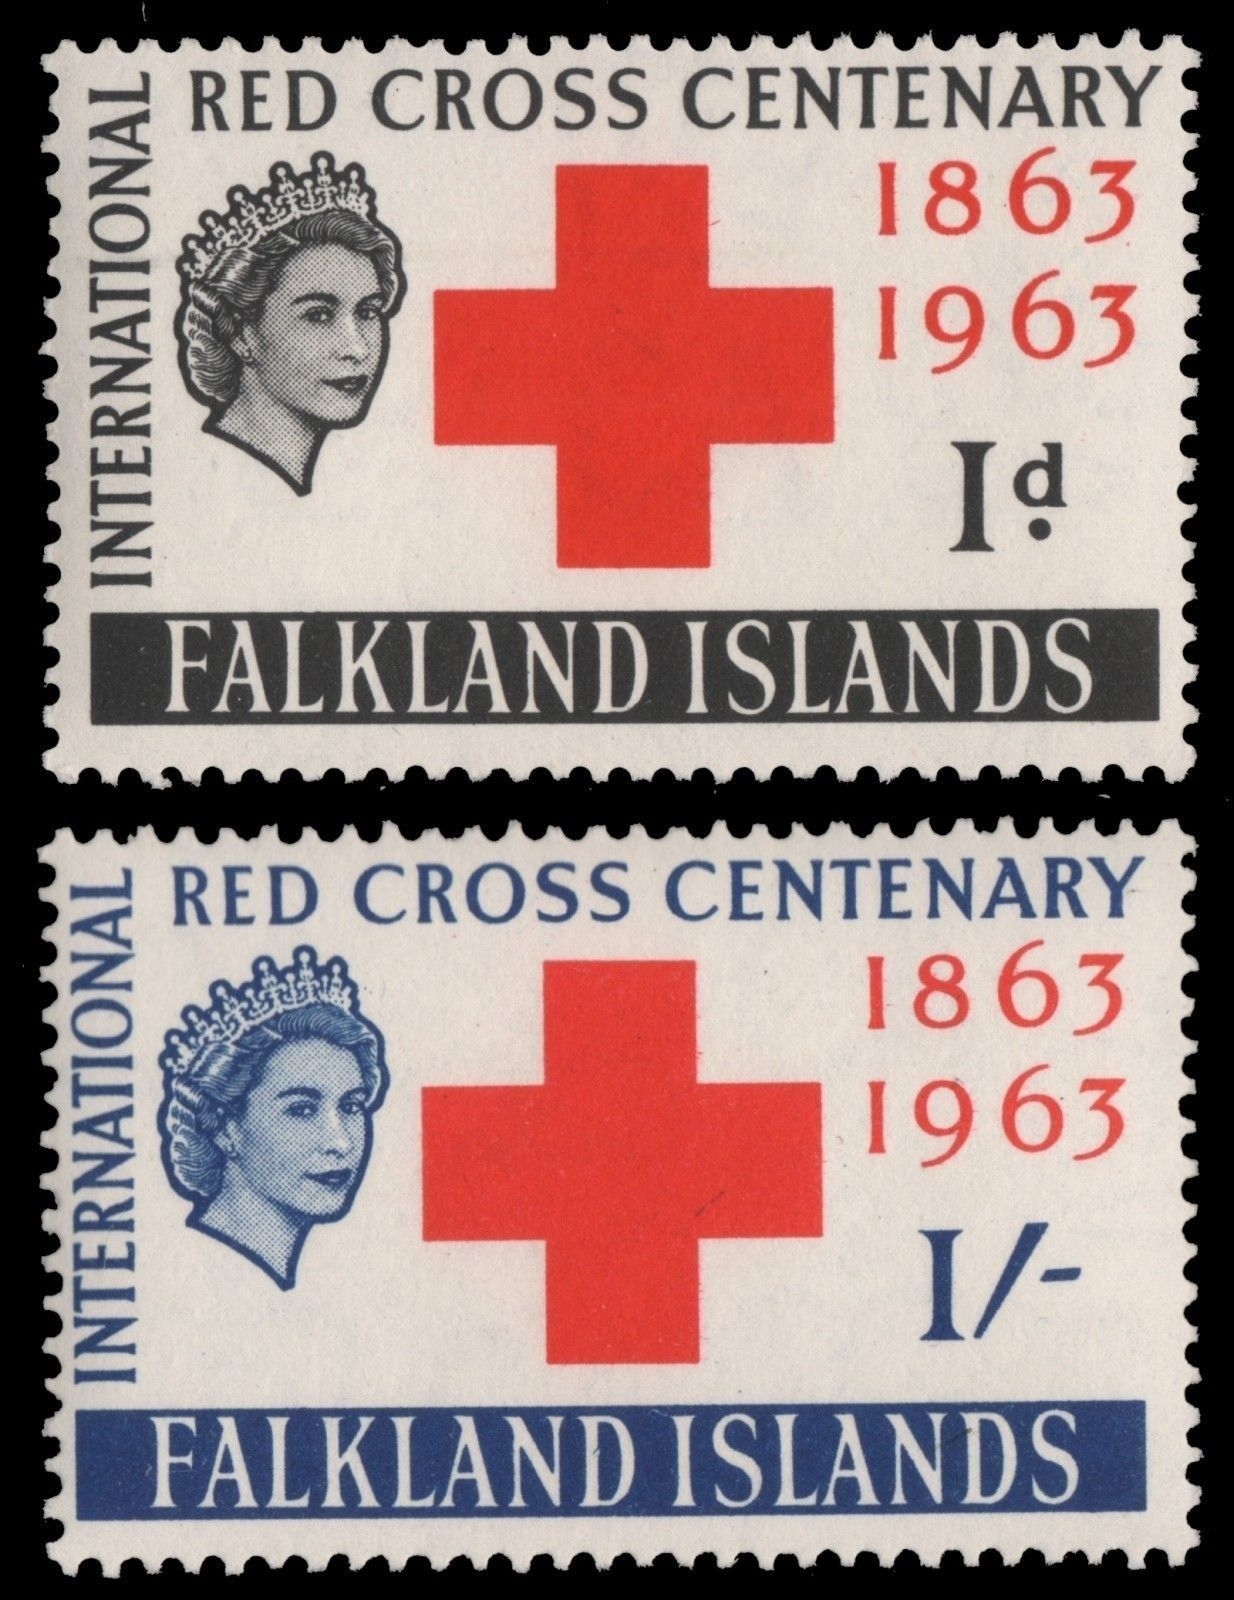 INTERNATIONAL
RED CROSS CENTENARY
1863
1963
1d
FALKLAND ISLANDS
INTERNATIONAL
RED CROSS CENTENARY
1863
1963
1/-
FALKLAND ISLANDS